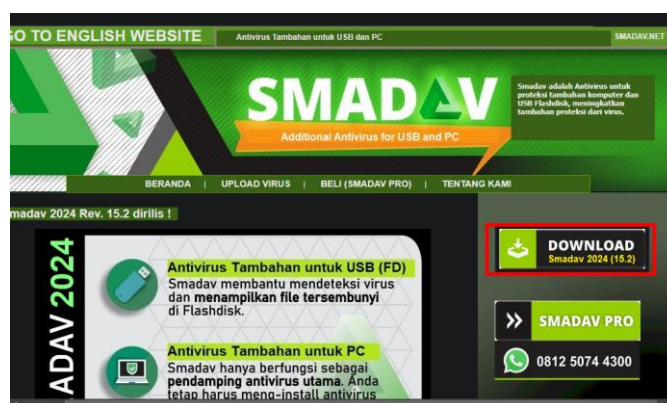 GO TO ENGLISH WEBSITE
Antivirus Tambahan untuk USB dan PC
SMADAV.NET
SMADAV
Additional Antivirus for USB and PC
Smadav adalah Antivirus untuk
proteksi tambahan komputer dan
USB Flashdisk, meningkatkan
tambahan proteksi dari virus.
BERANDA | UPLOAD VIRUS | BELI (SMADAV PRO) | TENTANG KAMI
madav 2024 Rev. 15.2 dirilis !
ADAV 2024
Antivirus Tambahan untuk USB (FD)
Smadav membantu mendeteksi virus
dan menampilkan file tersembunyi
di Flashdisk.
Antivirus Tambahan untuk PC
Smadav hanya berfungsi sebagai
pendamping antivirus utama. Anda
tetap harus meng-install antivirus
DOWNLOAD
Smadav 2024 (15.2)
SMADAV PRO
0812 5074 4300